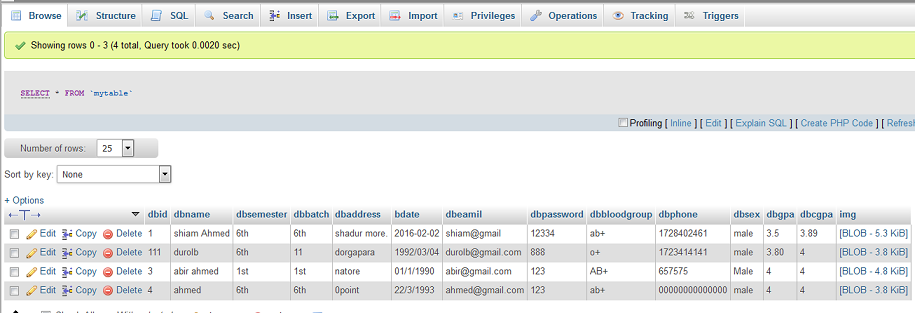 Browse Structure SQL Search Insert Export Import Privileges Operations Tracking Triggers
Showing rows 0 - 3 (4 total, Query took 0.0020 sec)
SELECT * FROM `mytable`
Profiling [ Inline ] [ Edit ] [ Explain SQL ] [ Create PHP Code ] [ Refresh
Number of rows: 25
Sort by key: None
+ Options
←T→ dbid dbname dbsemester dbbatch dbaddress bdate dbeamil dbpassword dbbloodgroup dbphone dbsex dbgpa dbcgpa img
Edit Copy Delete 1 shiam Ahmed 6th 6th shadur more. 2016-02-02 shiam@gmail 12334 ab+ 1728402461 male 3.5 3.89 [BLOB - 5.3 KiB]
Edit Copy Delete 111 durolb 6th 11 dorgapara 1992/03/04 durolb@gmail 888 o+ 1723414141 male 3.80 4 [BLOB - 3.8 KiB]
Edit Copy Delete 3 abir ahmed 1st 1st natore 01/1/1990 abir@gmail.com 123 AB+ 657575 Male 4 4 [BLOB - 4.8 KiB]
Edit Copy Delete 4 ahmed 6th 6th 0point 22/3/1993 ahmed@gmail.com 123 ab+ 00000000000000 male 4 4 [BLOB - 3.8 KiB]